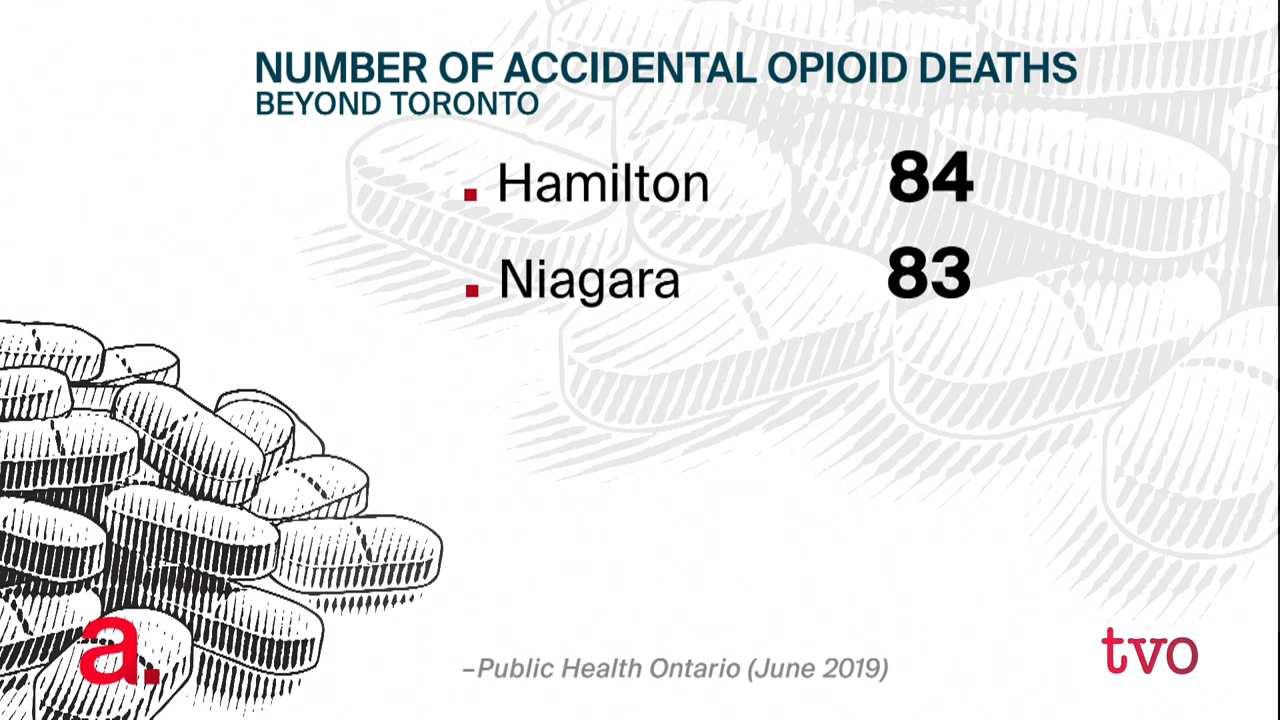 NUMBER OF ACCIDENTAL OPIOID DEATHS
BEYOND TORONTO
Hamilton 84
Niagara 83
a.
–Public Health Ontario (June 2019)
tvo